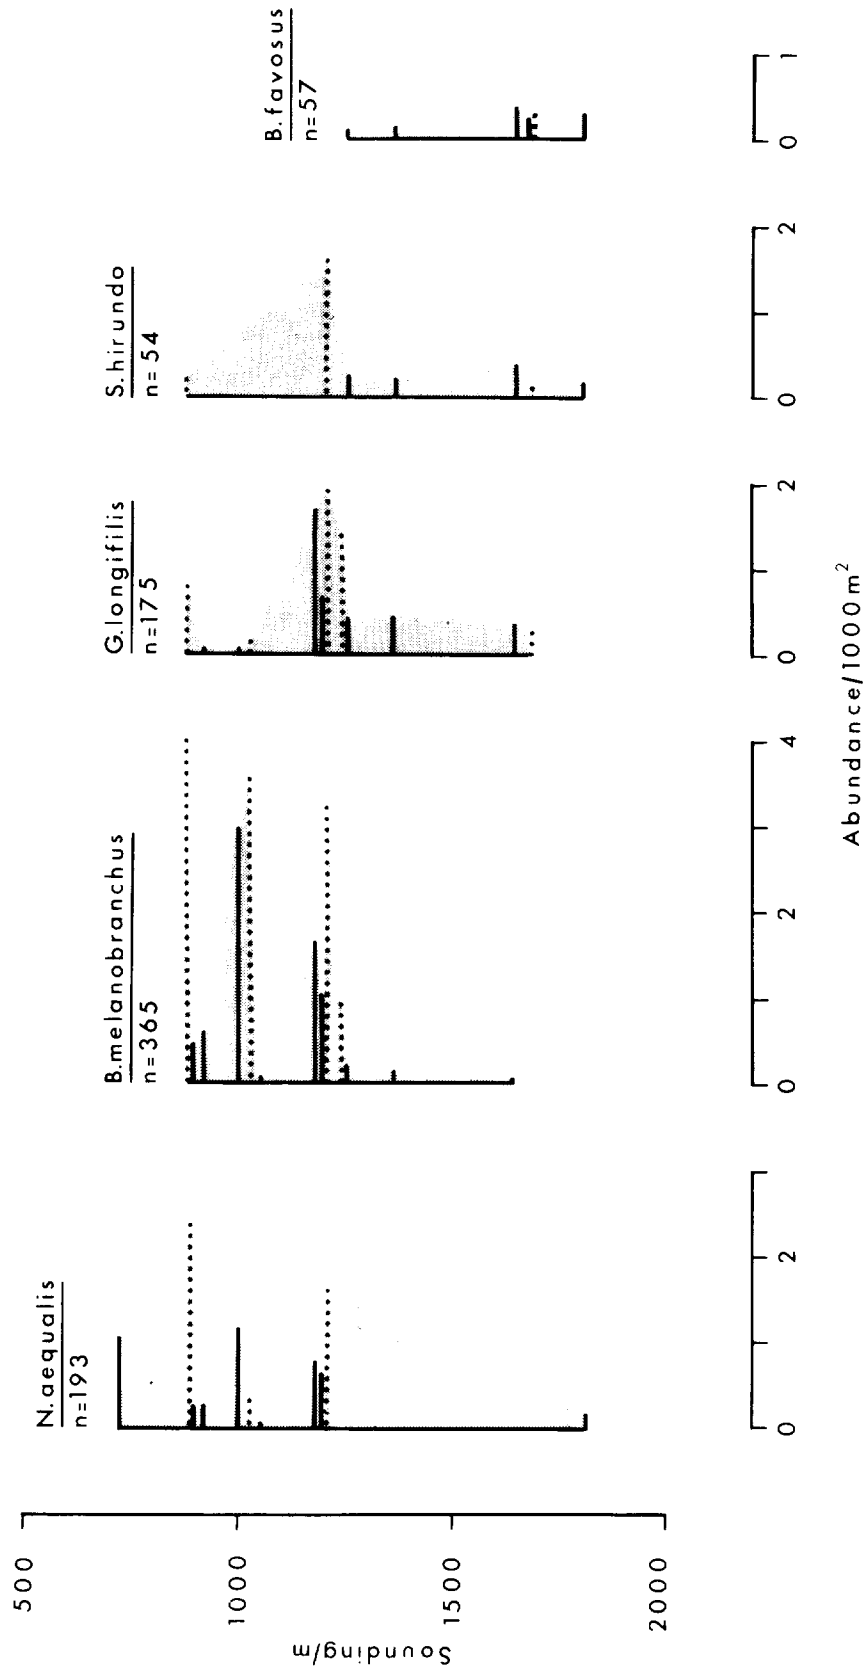 N.aequalis
n=193
B.melanobranchus
n=365
G.longifilis
n=175
S.hirundo
n=54
B.favosus
n=57
500
1000
1500
2000
Sounding/m
0 2
0 2 4
0 1 2
0 1 2
0 1
Abundance/1000m²